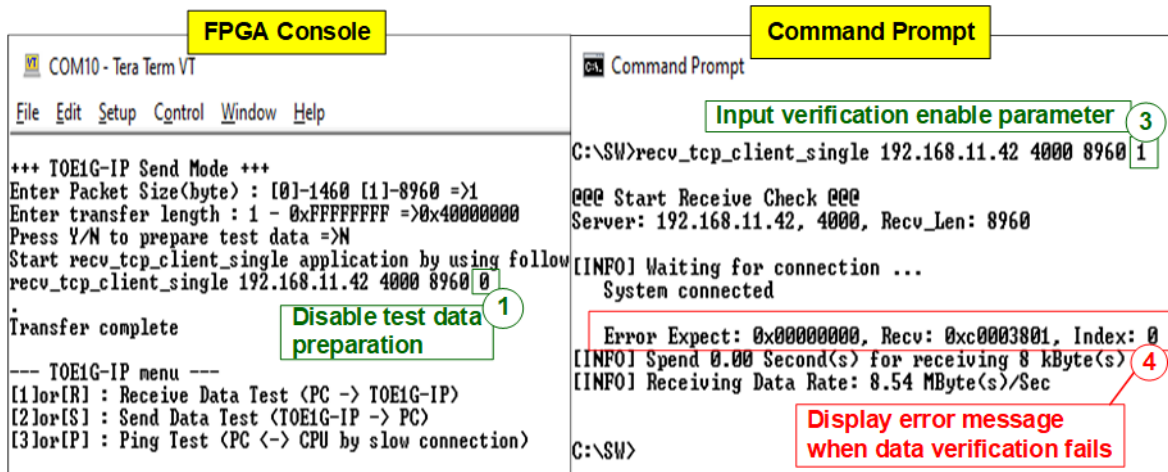 FPGA Console
COM10 - Tera Term VT
File Edit Setup Control Window Help
+++ TOE1G-IP Send Mode +++
Enter Packet Size(byte) : [0]-1460 [1]-8960 =>1
Enter transfer length : 1 - 0xFFFFFFFF =>0x40000000
Press Y/N to prepare test data =>N
Start recv_tcp_client_single application by using follow
recv_tcp_client_single 192.168.11.42 4000 8960 0
1
Disable test data
preparation
.
Transfer complete
--- TOE1G-IP menu ---
[1]or[R] : Receive Data Test (PC -> TOE1G-IP)
[2]or[S] : Send Data Test (TOE1G-IP -> PC)
[3]or[P] : Ping Test (PC <-> CPU by slow connection)
Command Prompt
Command Prompt
Input verification enable parameter
3
C:\SW>recv_tcp_client_single 192.168.11.42 4000 8960 1
@@@ Start Receive Check @@@
Server: 192.168.11.42, 4000, Recv_Len: 8960
[INFO] Waiting for connection ...
System connected
Error Expect: 0x00000000, Recv: 0xc0003801, Index: 0
[INFO] Spend 0.00 Second(s) for receiving 8 kByte(s)
[INFO] Receiving Data Rate: 8.54 MByte(s)/Sec
4
Display error message
when data verification fails
C:\SW>